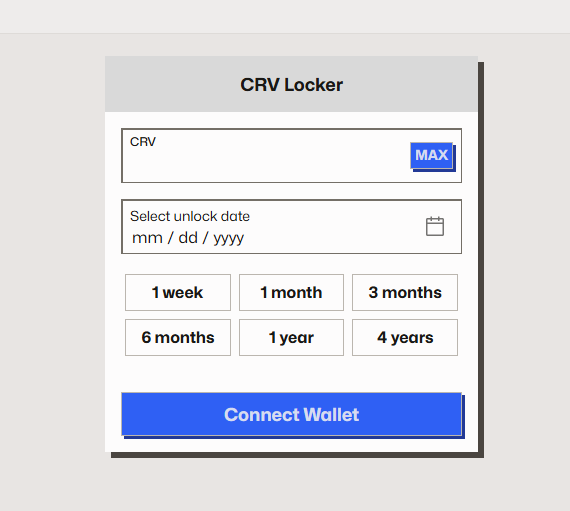 CRV Locker
CRV
MAX
Select unlock date
mm / dd / yyyy
1 week 1 month 3 months
6 months 1 year 4 years
Connect Wallet